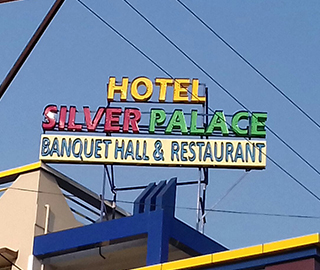 HOTEL
SILVER PALACE
BANQUET HALL & RESTAURANT